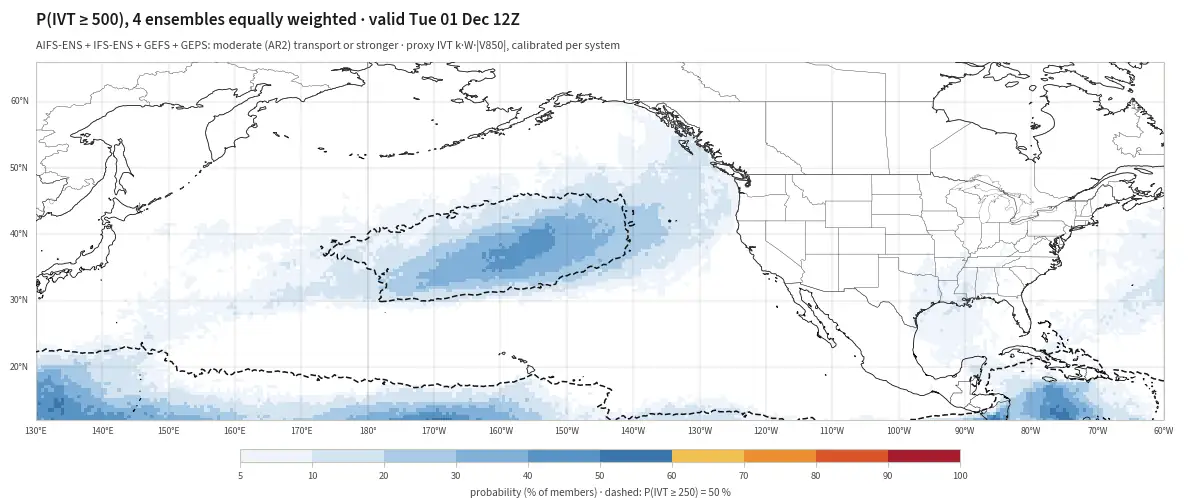 P(IVT ≥ 500), 4 ensembles equally weighted · valid Tue 01 Dec 12Z
AIFS-ENS + IFS-ENS + GEFS + GEPS: moderate (AR2) transport or stronger · proxy IVT k·W·|V850|, calibrated per system
60°N
50°N
40°N
30°N
20°N
130°E 140°E 150°E 160°E 170°E 180° 170°W 160°W 150°W 140°W 130°W 120°W 110°W 100°W 90°W 80°W 70°W 60°W
5 10 20 30 40 50 60 70 80 90 100
probability (% of members) · dashed: P(IVT ≥ 250) = 50 %